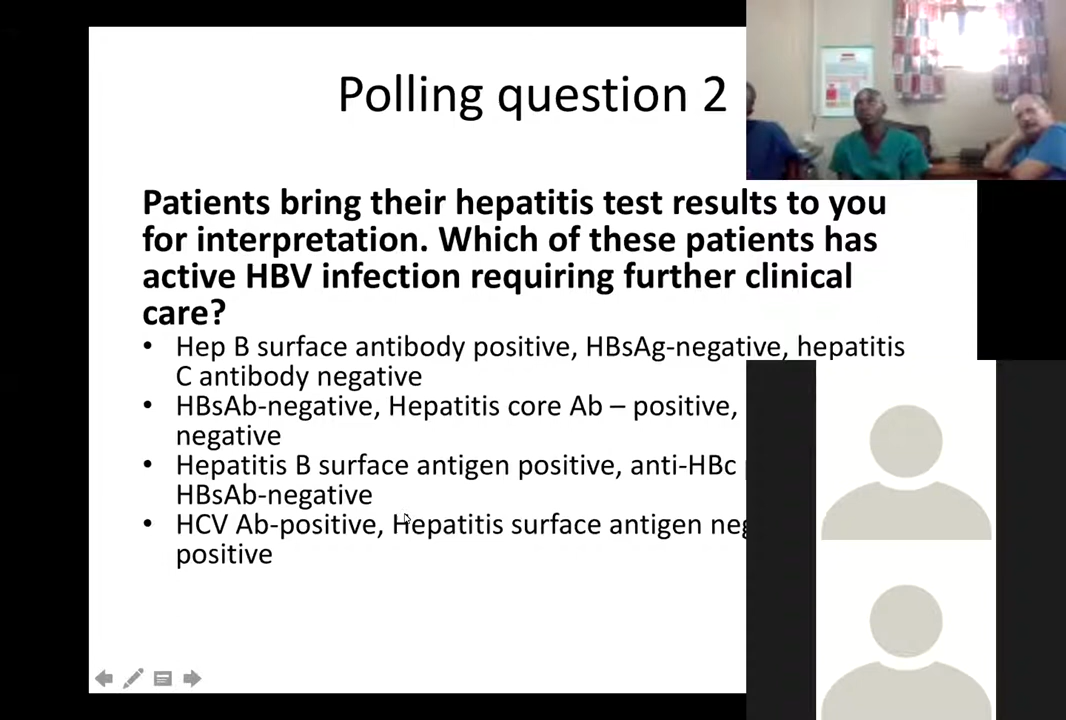 Polling question 2
Patients bring their hepatitis test results to you
for interpretation. Which of these patients has
active HBV infection requiring further clinical
care?
• Hep B surface antibody positive, HBsAg-negative, hepatitis
C antibody negative
• HBsAb-negative, Hepatitis core Ab – positive,
negative
• Hepatitis B surface antigen positive, anti-HBc
HBsAb-negative
• HCV Ab-positive, Hepatitis surface antigen
positive